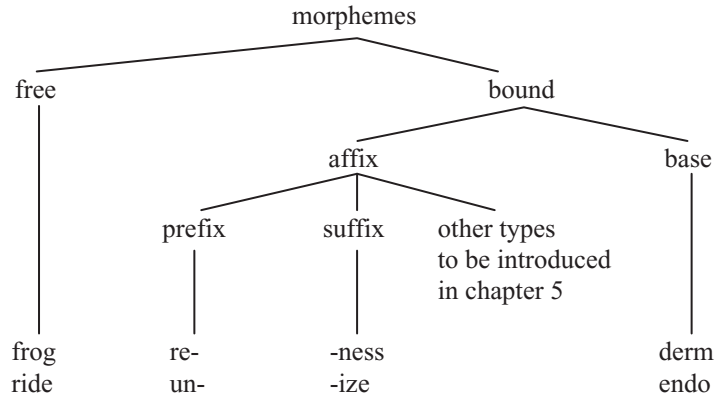 morphemes
free bound
affix base
prefix suffix other types
to be introduced
in chapter 5
frog re- -ness derm
ride un- -ize endo